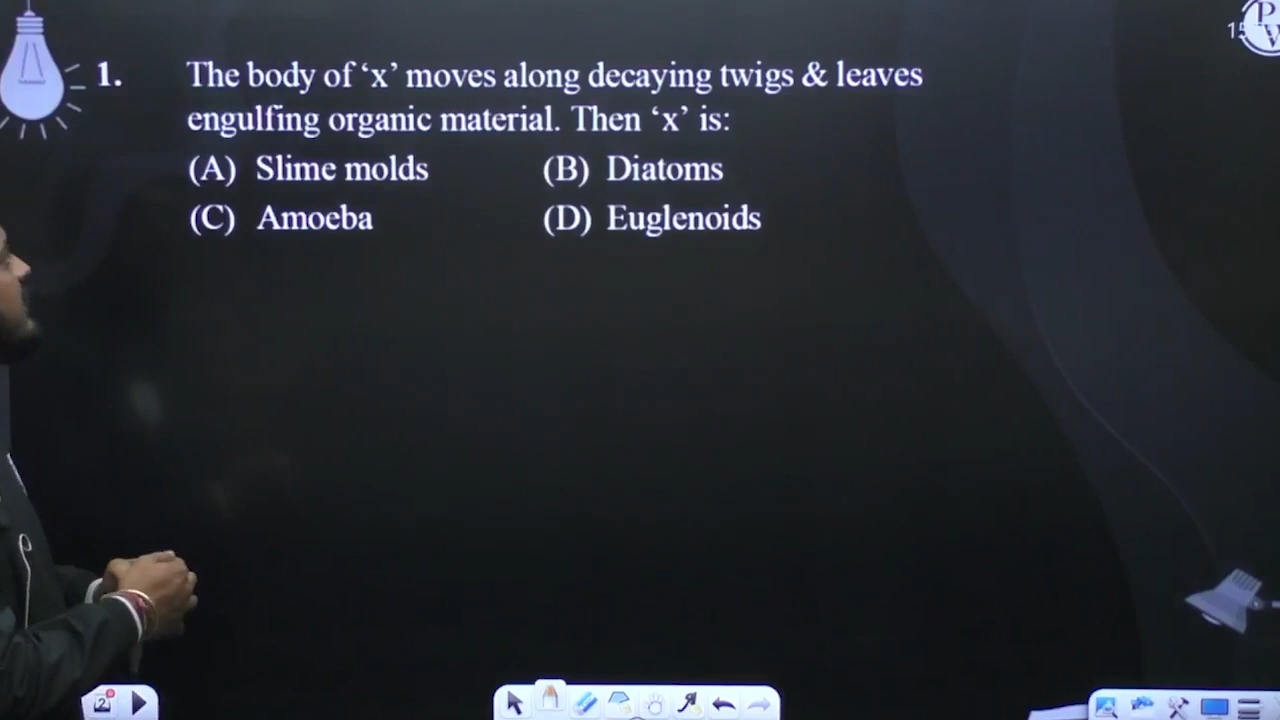 1. The body of ‘x’ moves along decaying twigs & leaves
engulfing organic material. Then ‘x’ is:
(A) Slime molds (B) Diatoms
(C) Amoeba (D) Euglenoids